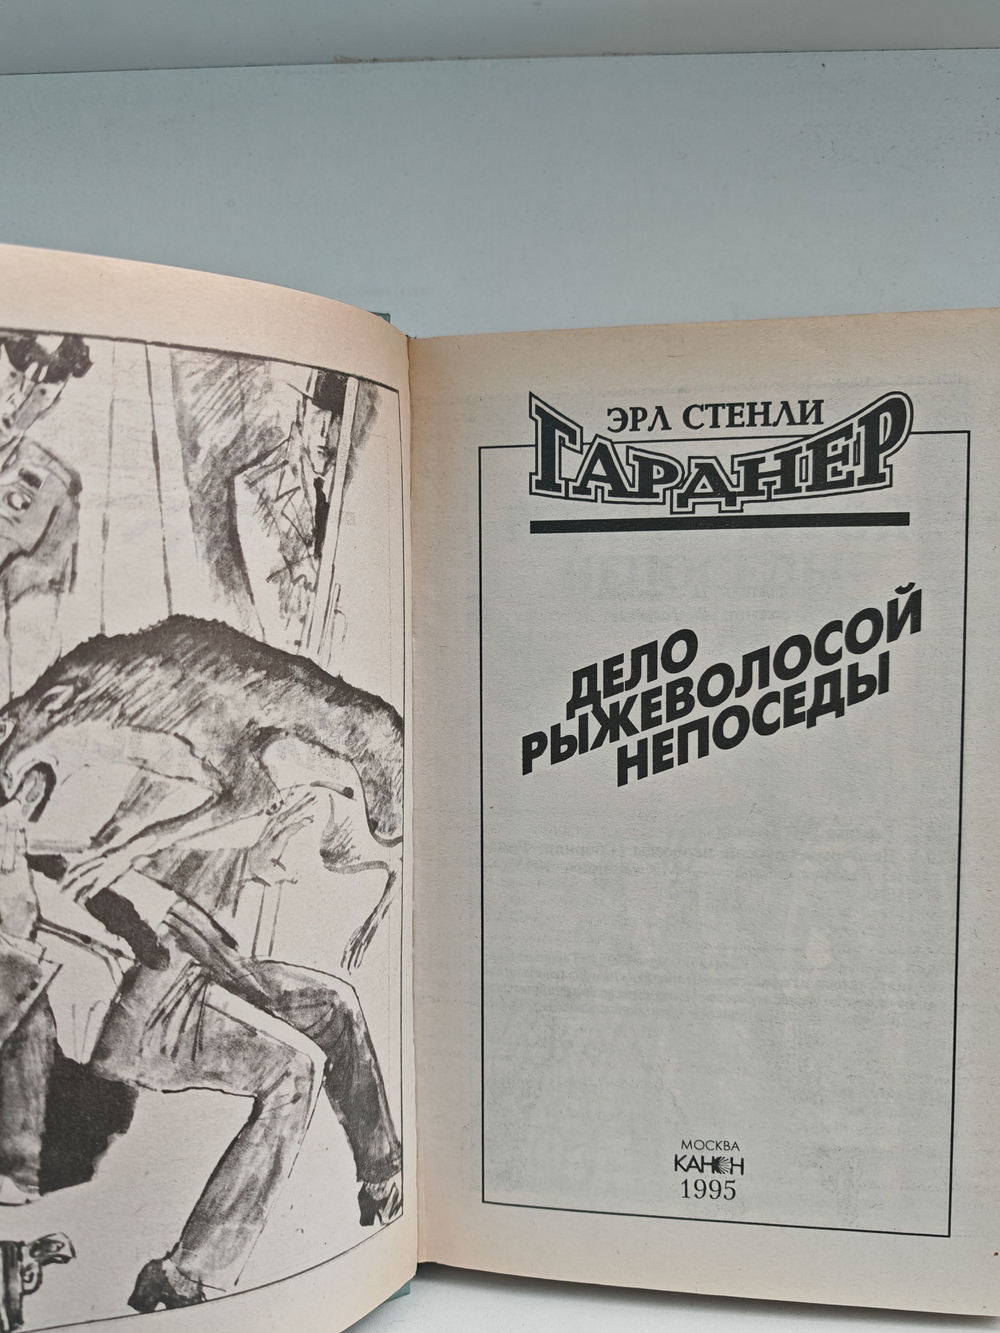 ЭРЛ СТЕНЛИ
ГАРДНЕР
ДЕЛО
РЫЖЕВОЛОСОЙ
НЕПОСЕДЫ
МОСКВА
КАНОН
1995